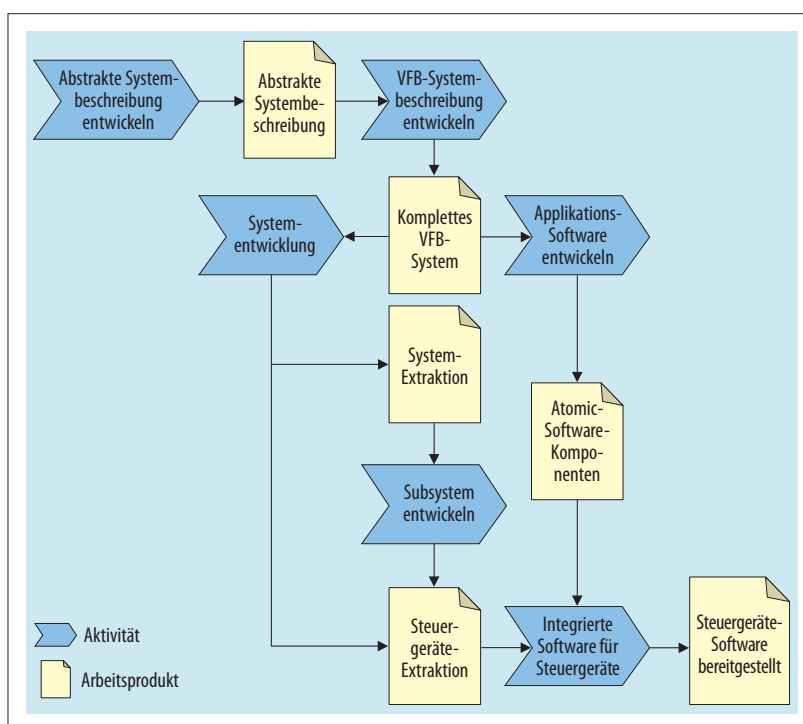 Abstrakte System-
beschreibung
entwickeln
Abstrakte
Systembe-
schreibung
VFB-System-
beschreibung
entwickeln
System-
entwicklung
Komplettes
VFB-
System
Applikations-
Software
entwickeln
System-
Extraktion
Atomic-
Software-
Kompo-
nenten
Subsystem
entwickeln
Steuer-
geräte-
Extraktion
Integrierte
Software für
Steuergeräte
Steuergeräte-
Software
bereitgestellt
Aktivität
Arbeitsprodukt